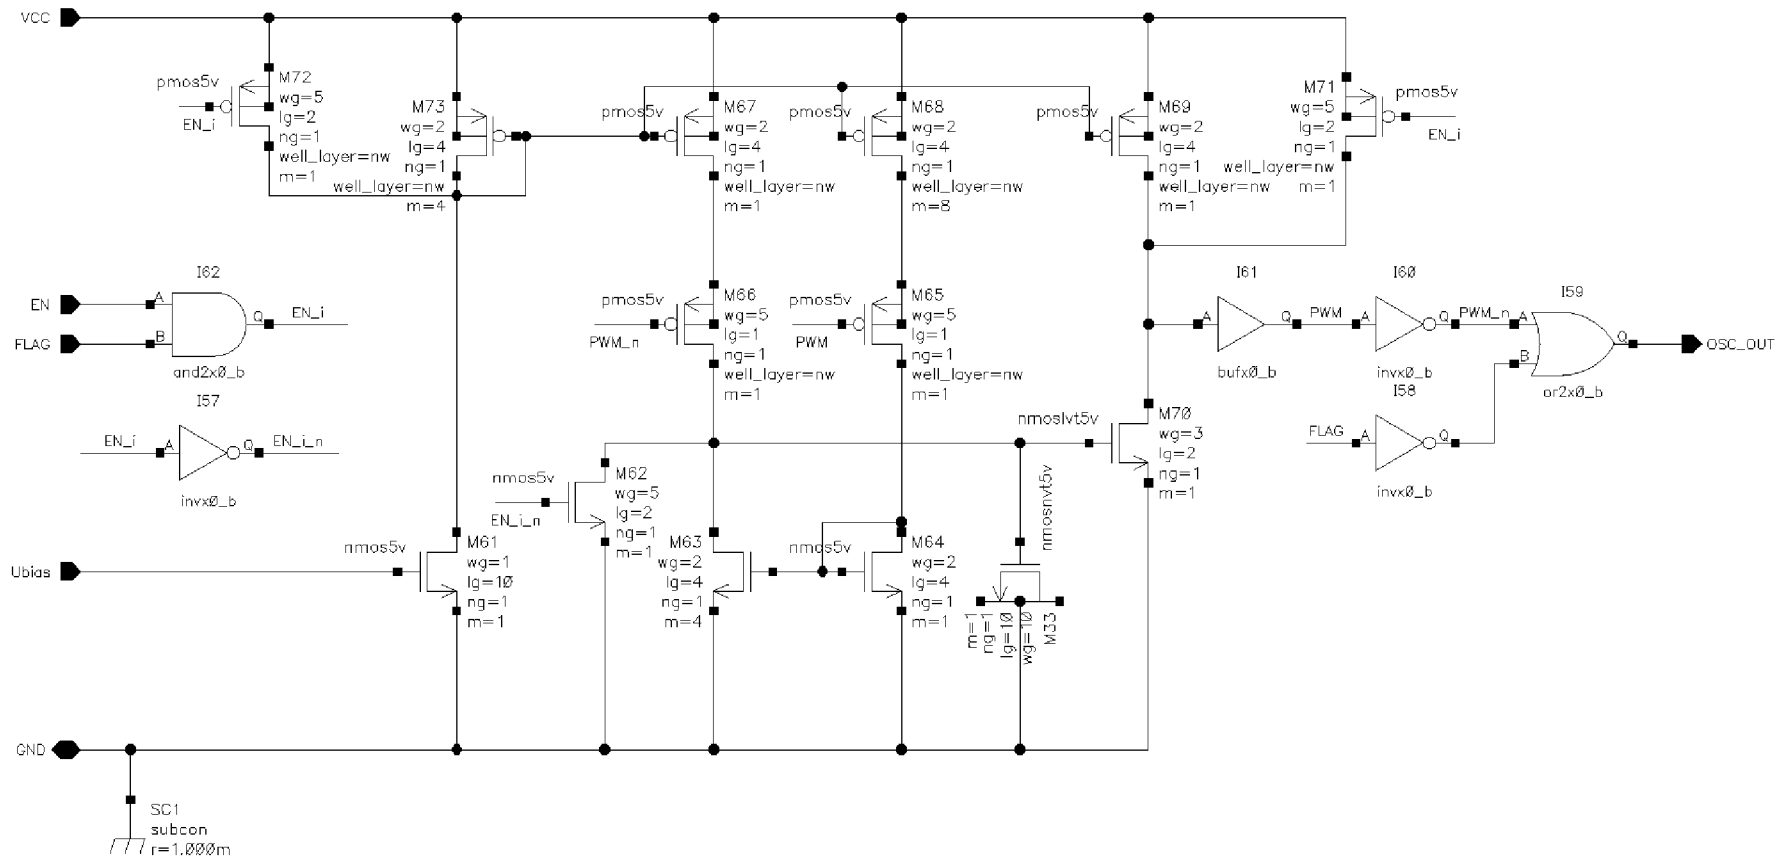 VCC
pmos5v
EN_i
M72
wg=5
lg=2
ng=1
well_layer=nw
m=1
M73
wg=2
lg=4
ng=1
well_layer=nw
m=4
pmos5v
M67
wg=2
lg=4
ng=1
well_layer=nw
m=1
pmos5v
M68
wg=2
lg=4
ng=1
well_layer=nw
m=8
pmos5v
M69
wg=2
lg=4
ng=1
well_layer=nw
m=1
M71
wg=5
lg=2
ng=1
well_layer=nw
m=1
pmos5v
EN_i
I62
EN
A
FLAG
B
Q
EN_i
and2x0_b
I57
EN_i
A
Q
EN_i_n
invx0_b
pmos5v
PWM_n
M66
wg=5
lg=1
ng=1
well_layer=nw
m=1
pmos5v
PWM
M65
wg=5
lg=1
ng=1
well_layer=nw
m=1
I61
A
Q
PWM
bufx0_b
I60
A
Q
PWM_n
invx0_b
I59
A
B
Q
OSC_OUT
or2x0_b
I58
FLAG
A
Q
invx0_b
nmoslvt5v
M70
wg=3
lg=2
ng=1
m=1
nmos5v
EN_i_n
M62
wg=5
lg=2
ng=1
m=1
Ubias
nmos5v
M61
wg=1
lg=10
ng=1
m=1
M63
wg=2
lg=4
ng=1
m=4
nmos5v
M64
wg=2
lg=4
ng=1
m=1
nmosnvt5v
M33
wg=10
lg=10
ng=1
m=1
GND
SC1
subcon
r=1.000m